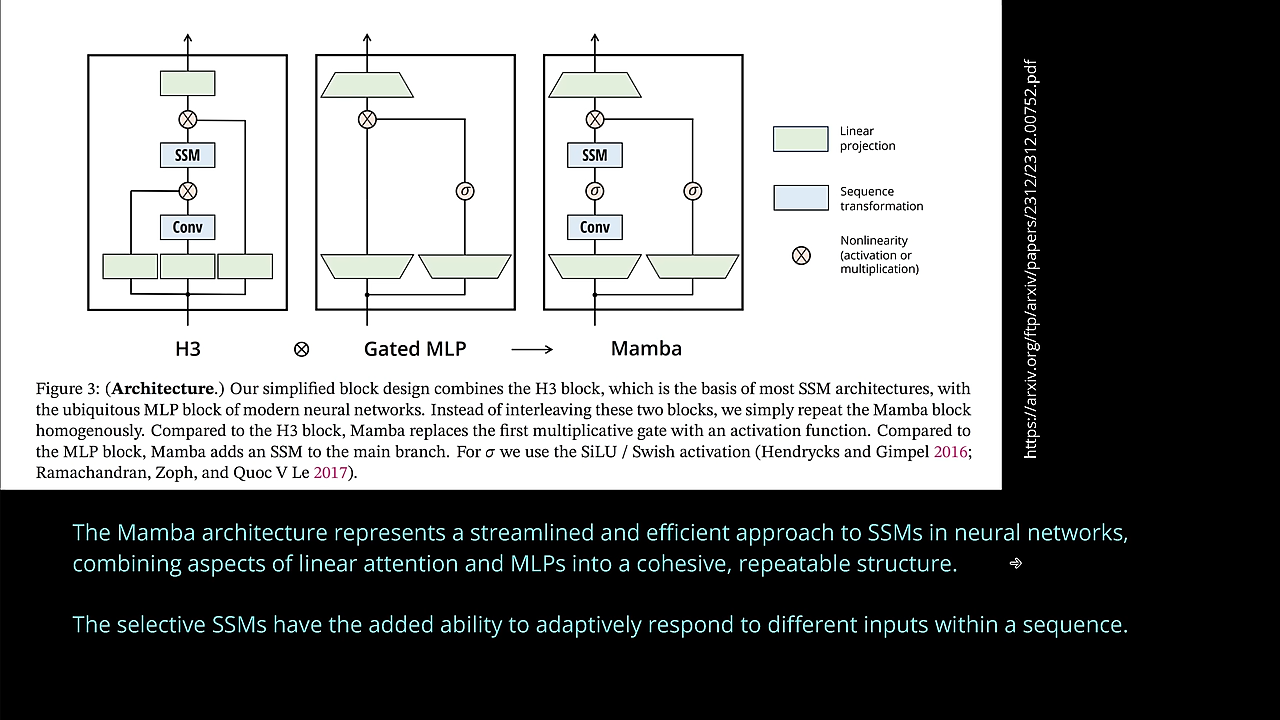 SSM
Conv
H3
⊗
σ
Gated MLP
→
SSM
σ
σ
Conv
Mamba
Linear
projection
Sequence
transformation
Nonlinearity
(activation or
multiplication)
Figure 3: (Architecture.) Our simplified block design combines the H3 block, which is the basis of most SSM architectures, with
the ubiquitous MLP block of modern neural networks. Instead of interleaving these two blocks, we simply repeat the Mamba block
homogenously. Compared to the H3 block, Mamba replaces the first multiplicative gate with an activation function. Compared to
the MLP block, Mamba adds an SSM to the main branch. For σ we use the SiLU / Swish activation (Hendrycks and Gimpel 2016;
Ramachandran, Zoph, and Quoc V Le 2017).
https://arxiv.org/ftp/arxiv/papers/2312/2312.00752.pdf
The Mamba architecture represents a streamlined and efficient approach to SSMs in neural networks,
combining aspects of linear attention and MLPs into a cohesive, repeatable structure.
The selective SSMs have the added ability to adaptively respond to different inputs within a sequence.